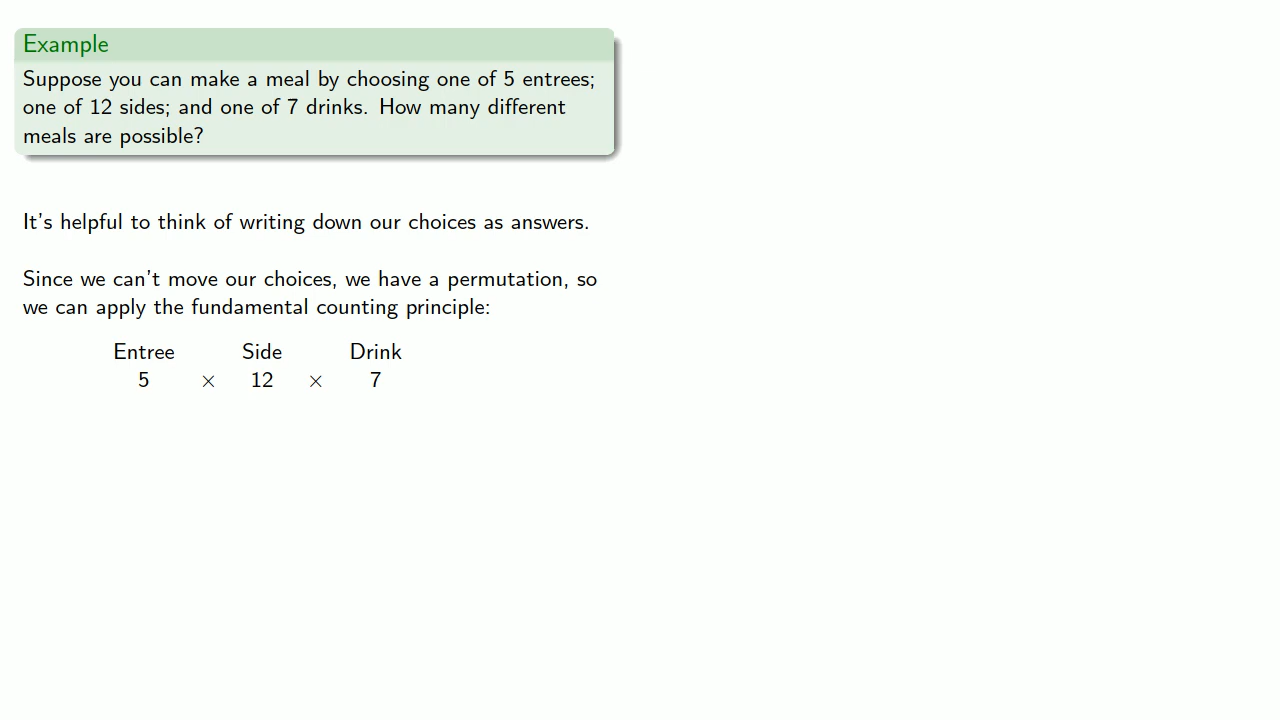 Example
Suppose you can make a meal by choosing one of 5 entrees;
one of 12 sides; and one of 7 drinks. How many different
meals are possible?
It's helpful to think of writing down our choices as answers.
Since we can't move our choices, we have a permutation, so
we can apply the fundamental counting principle:
Entree Side Drink
5 × 12 × 7